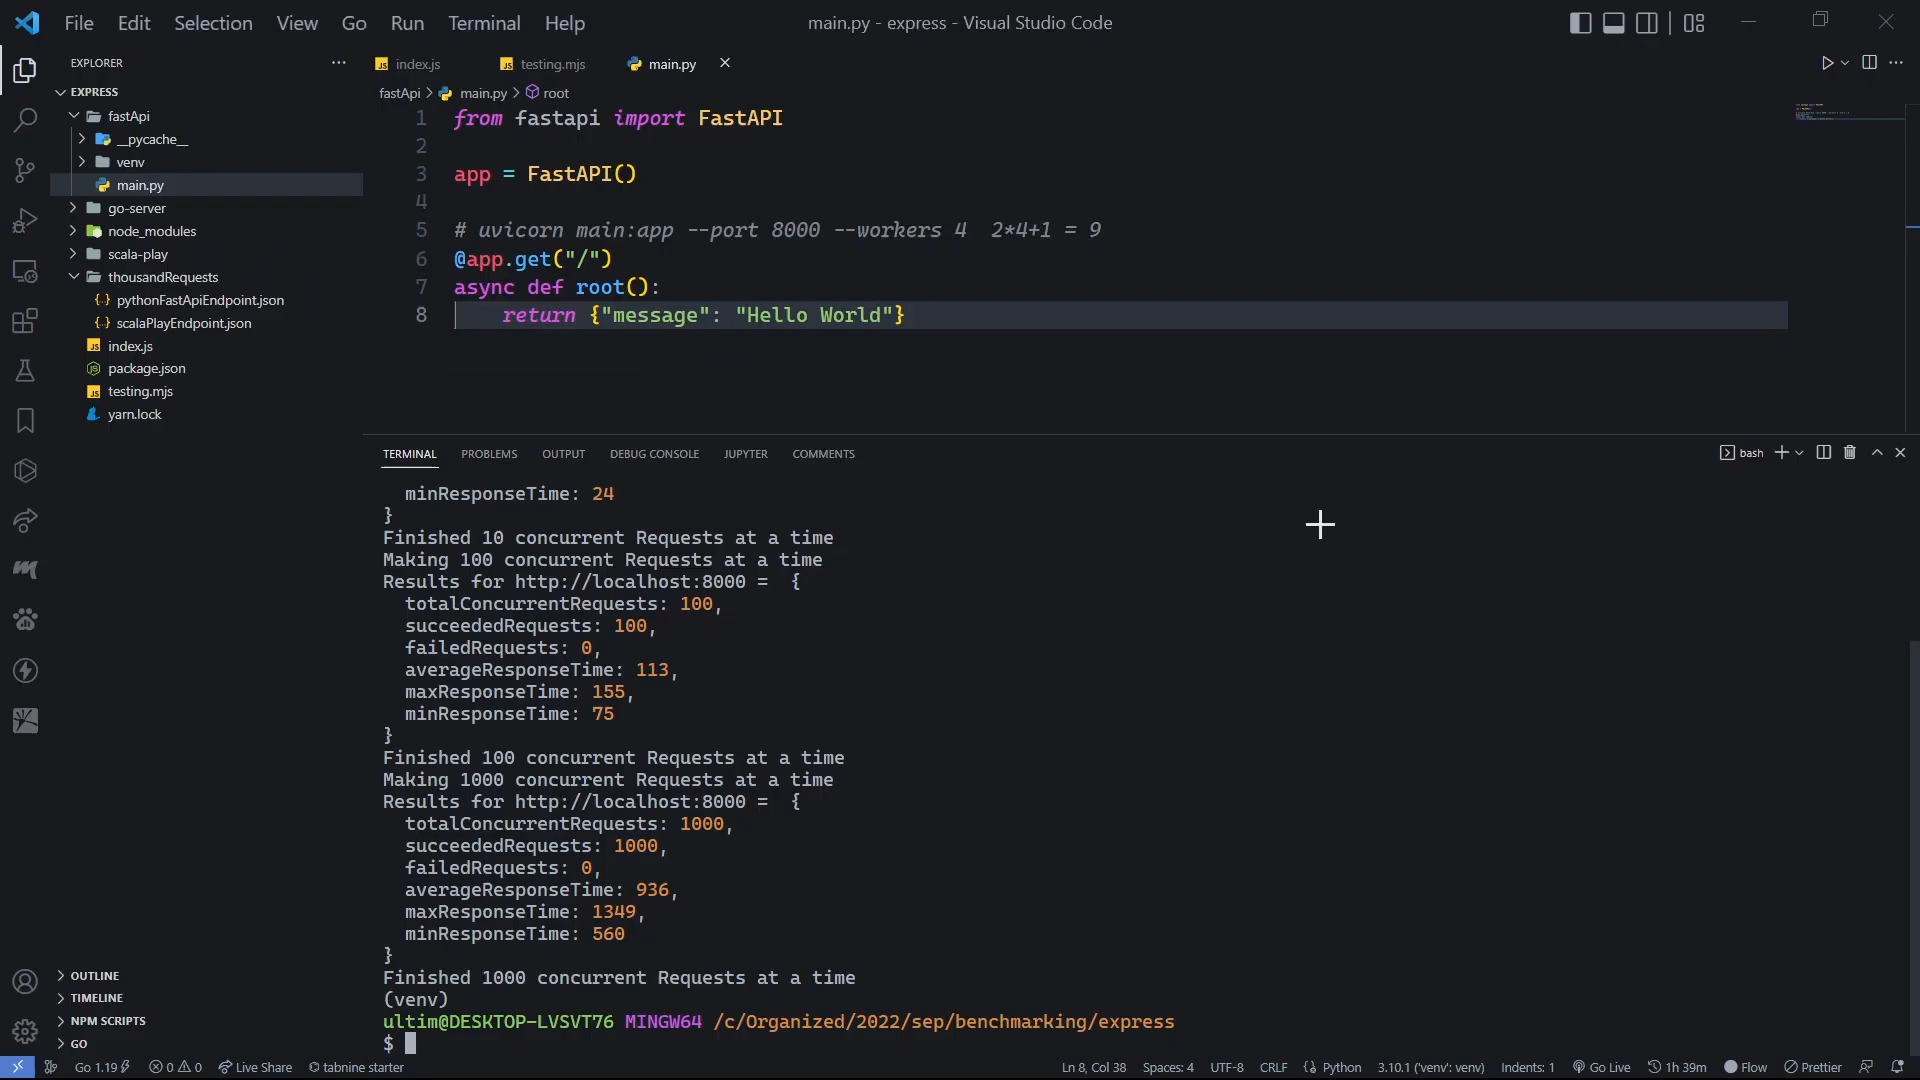 File Edit Selection View Go Run Terminal Help
main.py - express - Visual Studio Code
EXPLORER
EXPRESS
fastApi
__pycache__
venv
main.py
go-server
node_modules
scala-play
thousandRequests
pythonFastApiEndpoint.json
scalaPlayEndpoint.json
index.js
package.json
testing.mjs
yarn.lock
OUTLINE
TIMELINE
NPM SCRIPTS
GO
index.js testing.mjs main.py
fastApi > main.py > root
1 from fastapi import FastAPI
2
3 app = FastAPI()
4
5 # uvicorn main:app --port 8000 --workers 4  2*4+1 = 9
6 @app.get("/")
7 async def root():
8     return {"message": "Hello World"}
TERMINAL PROBLEMS OUTPUT DEBUG CONSOLE JUPYTER COMMENTS
bash
minResponseTime: 24
}
Finished 10 concurrent Requests at a time
Making 100 concurrent Requests at a time
Results for http://localhost:8000 =  {
totalConcurrentRequests: 100,
succeededRequests: 100,
failedRequests: 0,
averageResponseTime: 113,
maxResponseTime: 155,
minResponseTime: 75
}
Finished 100 concurrent Requests at a time
Making 1000 concurrent Requests at a time
Results for http://localhost:8000 =  {
totalConcurrentRequests: 1000,
succeededRequests: 1000,
failedRequests: 0,
averageResponseTime: 936,
maxResponseTime: 1349,
minResponseTime: 560
}
Finished 1000 concurrent Requests at a time
(venv)
ultim@DESKTOP-LVSVT76 MINGW64 /c/Organized/2022/sep/benchmarking/express
$
Go 1.19 0 0 Live Share tabnine starter Ln 8, Col 38 Spaces: 4 UTF-8 CRLF Python 3.10.1 ('venv': venv) Indents: 1 Go Live 1h 39m Flow Prettier